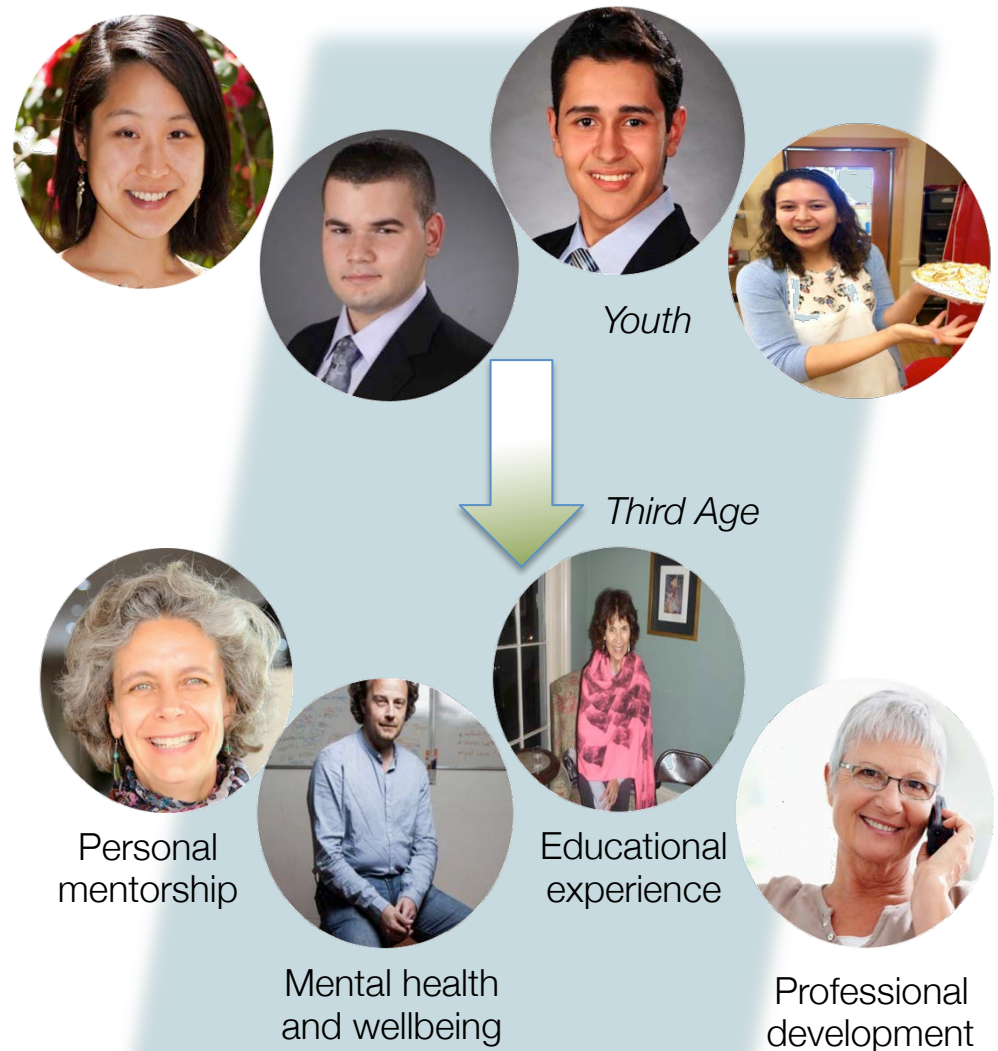 Youth
Third Age
Personal
mentorship
Educational
experience
Mental health
and wellbeing
Professional
development